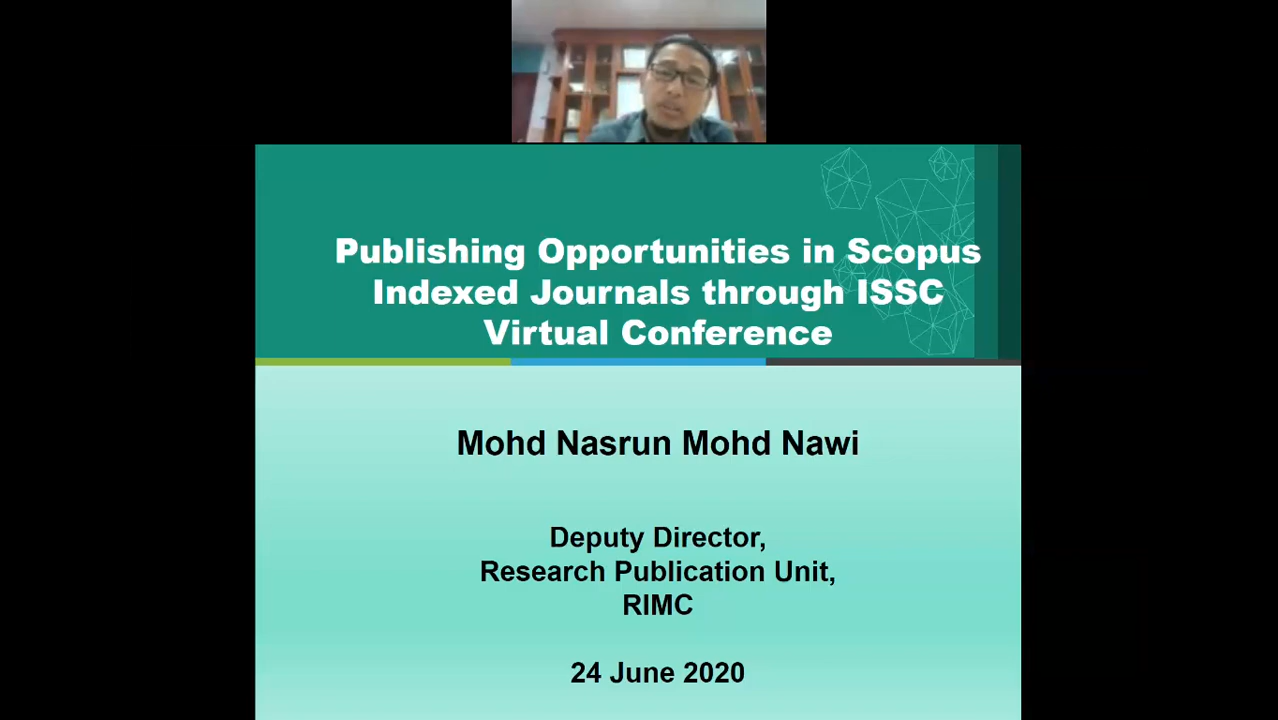 Publishing Opportunities in Scopus
Indexed Journals through ISSC
Virtual Conference
Mohd Nasrun Mohd Nawi
Deputy Director,
Research Publication Unit,
RIMC
24 June 2020